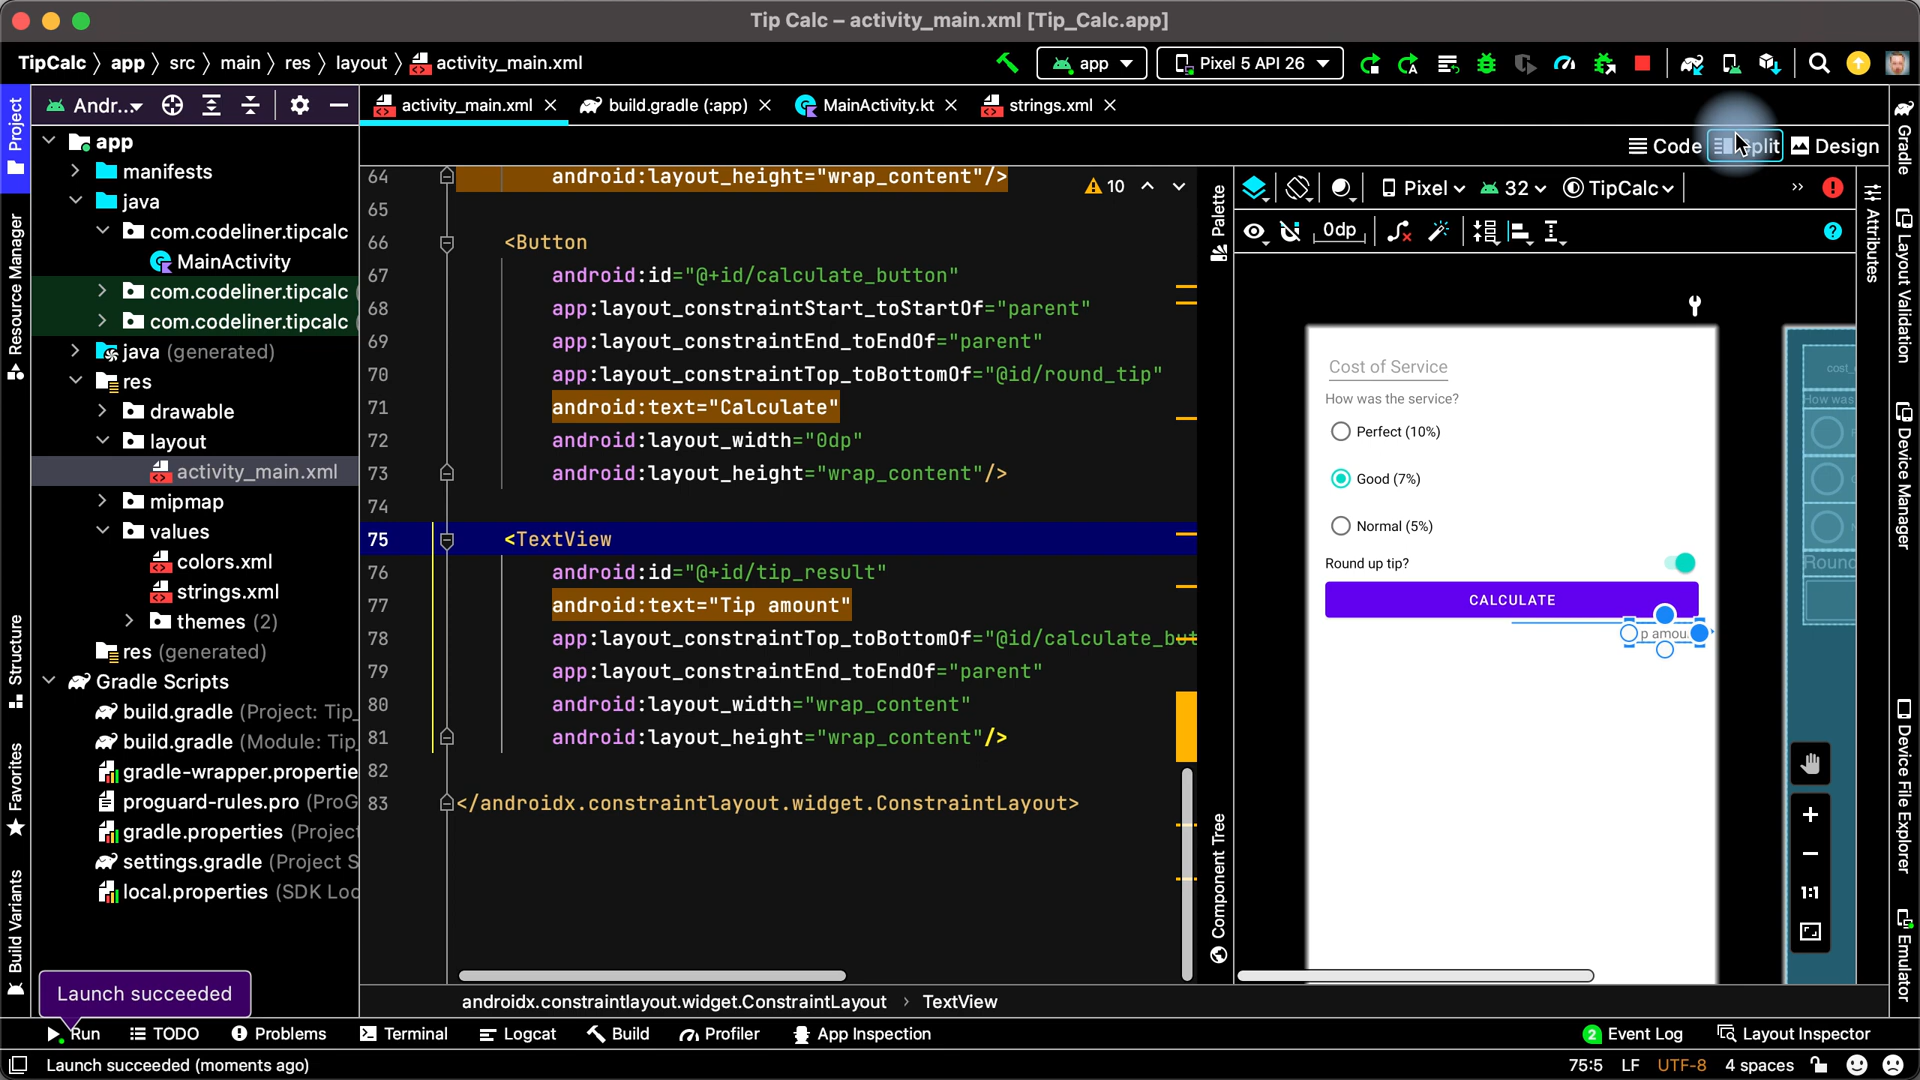 Tip Calc – activity_main.xml [Tip_Calc.app]
TipCalc 〉 app 〉 src 〉 main 〉 res 〉 layout 〉 activity_main.xml
app
Pixel 5 API 26
Andr...
activity_main.xml
build.gradle (:app)
MainActivity.kt
strings.xml
Code
Design
Project
Resource Manager
Structure
Favorites
Build Variants
app
manifests
java
com.codeliner.tipcalc
MainActivity
com.codeliner.tipcalc (
com.codeliner.tipcalc (
java (generated)
res
drawable
layout
activity_main.xml
mipmap
values
colors.xml
strings.xml
themes (2)
res (generated)
Gradle Scripts
build.gradle (Project: Tip_
build.gradle (Module: Tip_
gradle-wrapper.propertie
proguard-rules.pro (ProG
gradle.properties (Project
settings.gradle (Project S
local.properties (SDK Loc
64 android:layout_height="wrap_content"/>
10
65
66 <Button
67 android:id="@+id/calculate_button"
68 app:layout_constraintStart_toStartOf="parent"
69 app:layout_constraintEnd_toEndOf="parent"
70 app:layout_constraintTop_toBottomOf="@id/round_tip"
71 android:text="Calculate"
72 android:layout_width="0dp"
73 android:layout_height="wrap_content"/>
74
75 <TextView
76 android:id="@+id/tip_result"
77 android:text="Tip amount"
78 app:layout_constraintTop_toBottomOf="@id/calculate_but
79 app:layout_constraintEnd_toEndOf="parent"
80 android:layout_width="wrap_content"
81 android:layout_height="wrap_content"/>
82
83 </androidx.constraintlayout.widget.ConstraintLayout>
androidx.constraintlayout.widget.ConstraintLayout › TextView
Palette
Component Tree
Pixel
32
TipCalc
0dp
Cost of Service
How was the service?
Perfect (10%)
Good (7%)
Normal (5%)
Round up tip?
CALCULATE
p amou
cost_
How was
Round
1:1
Attributes
Gradle
Layout Validation
Device Manager
Device File Explorer
Emulator
Launch succeeded
Run
TODO
Problems
Terminal
Logcat
Build
Profiler
App Inspection
2 Event Log
Layout Inspector
Launch succeeded (moments ago)
75:5
LF
UTF-8
4 spaces